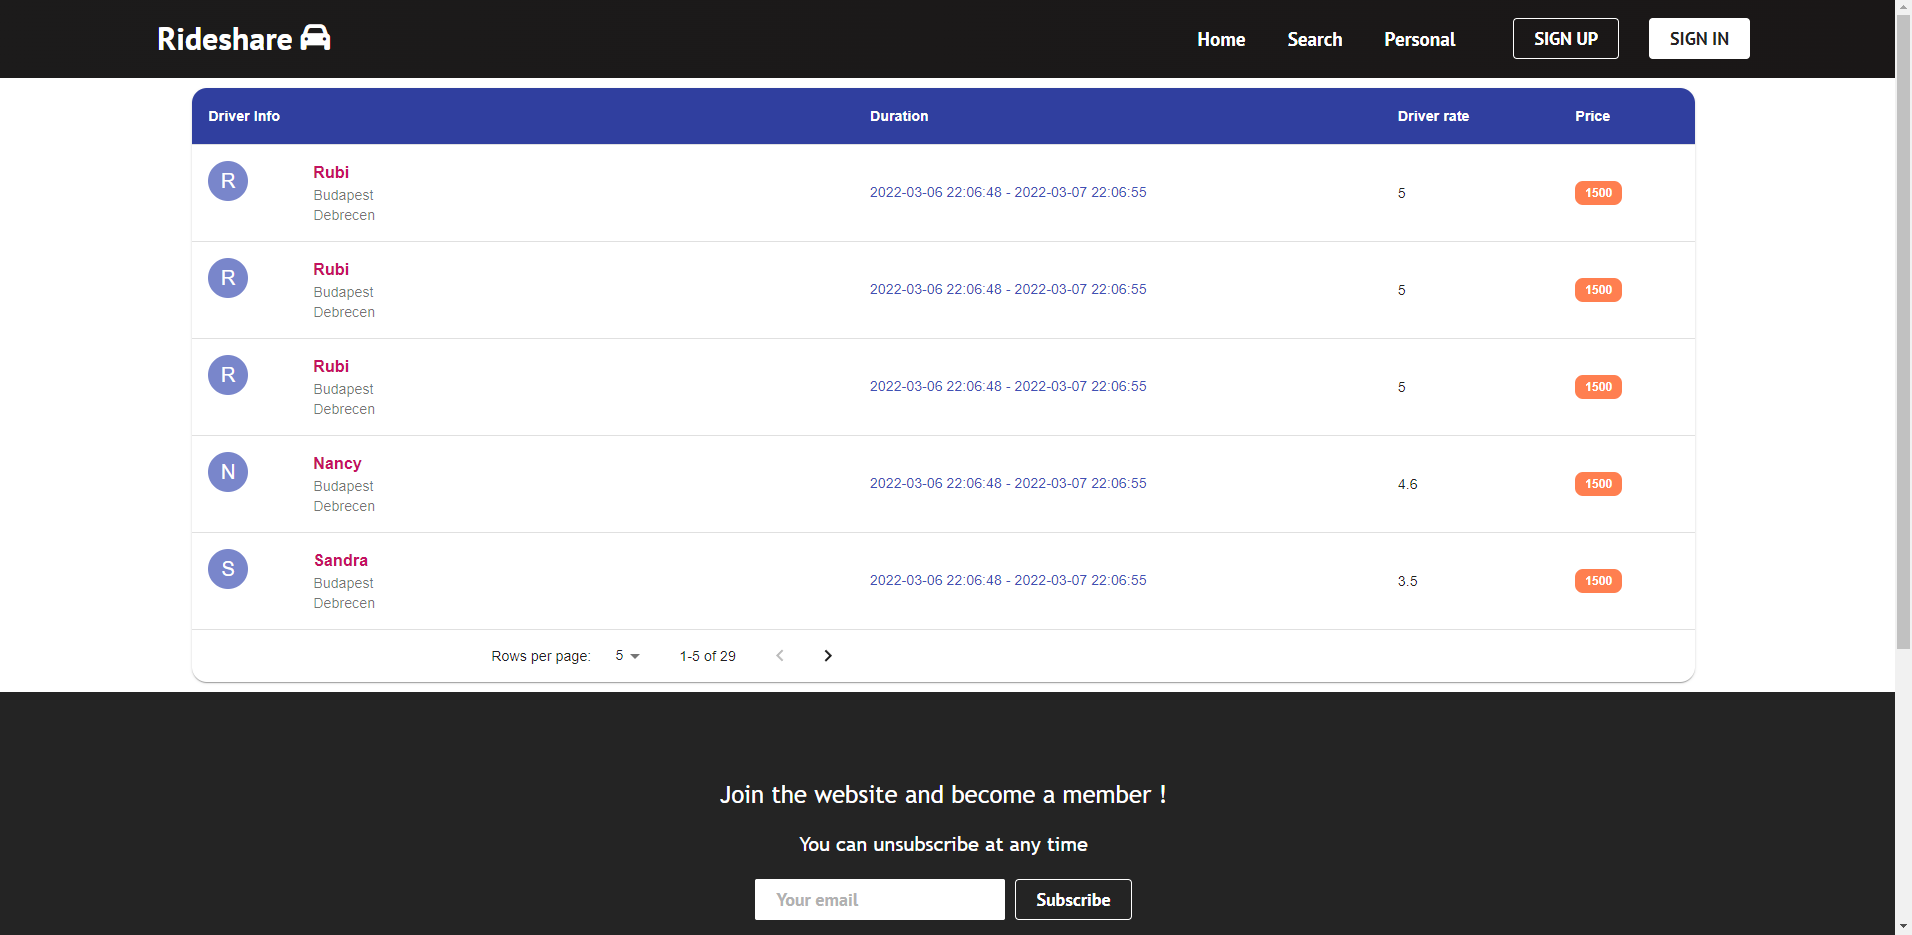 Rideshare
Home Search Personal SIGN UP SIGN IN
Driver Info Duration Driver rate Price
R Rubi
Budapest
Debrecen
2022-03-06 22:06:48 - 2022-03-07 22:06:55 5 1500
R Rubi
Budapest
Debrecen
2022-03-06 22:06:48 - 2022-03-07 22:06:55 5 1500
R Rubi
Budapest
Debrecen
2022-03-06 22:06:48 - 2022-03-07 22:06:55 5 1500
N Nancy
Budapest
Debrecen
2022-03-06 22:06:48 - 2022-03-07 22:06:55 4.6 1500
S Sandra
Budapest
Debrecen
2022-03-06 22:06:48 - 2022-03-07 22:06:55 3.5 1500
Rows per page: 5 1-5 of 29
Join the website and become a member !
You can unsubscribe at any time
Your email Subscribe